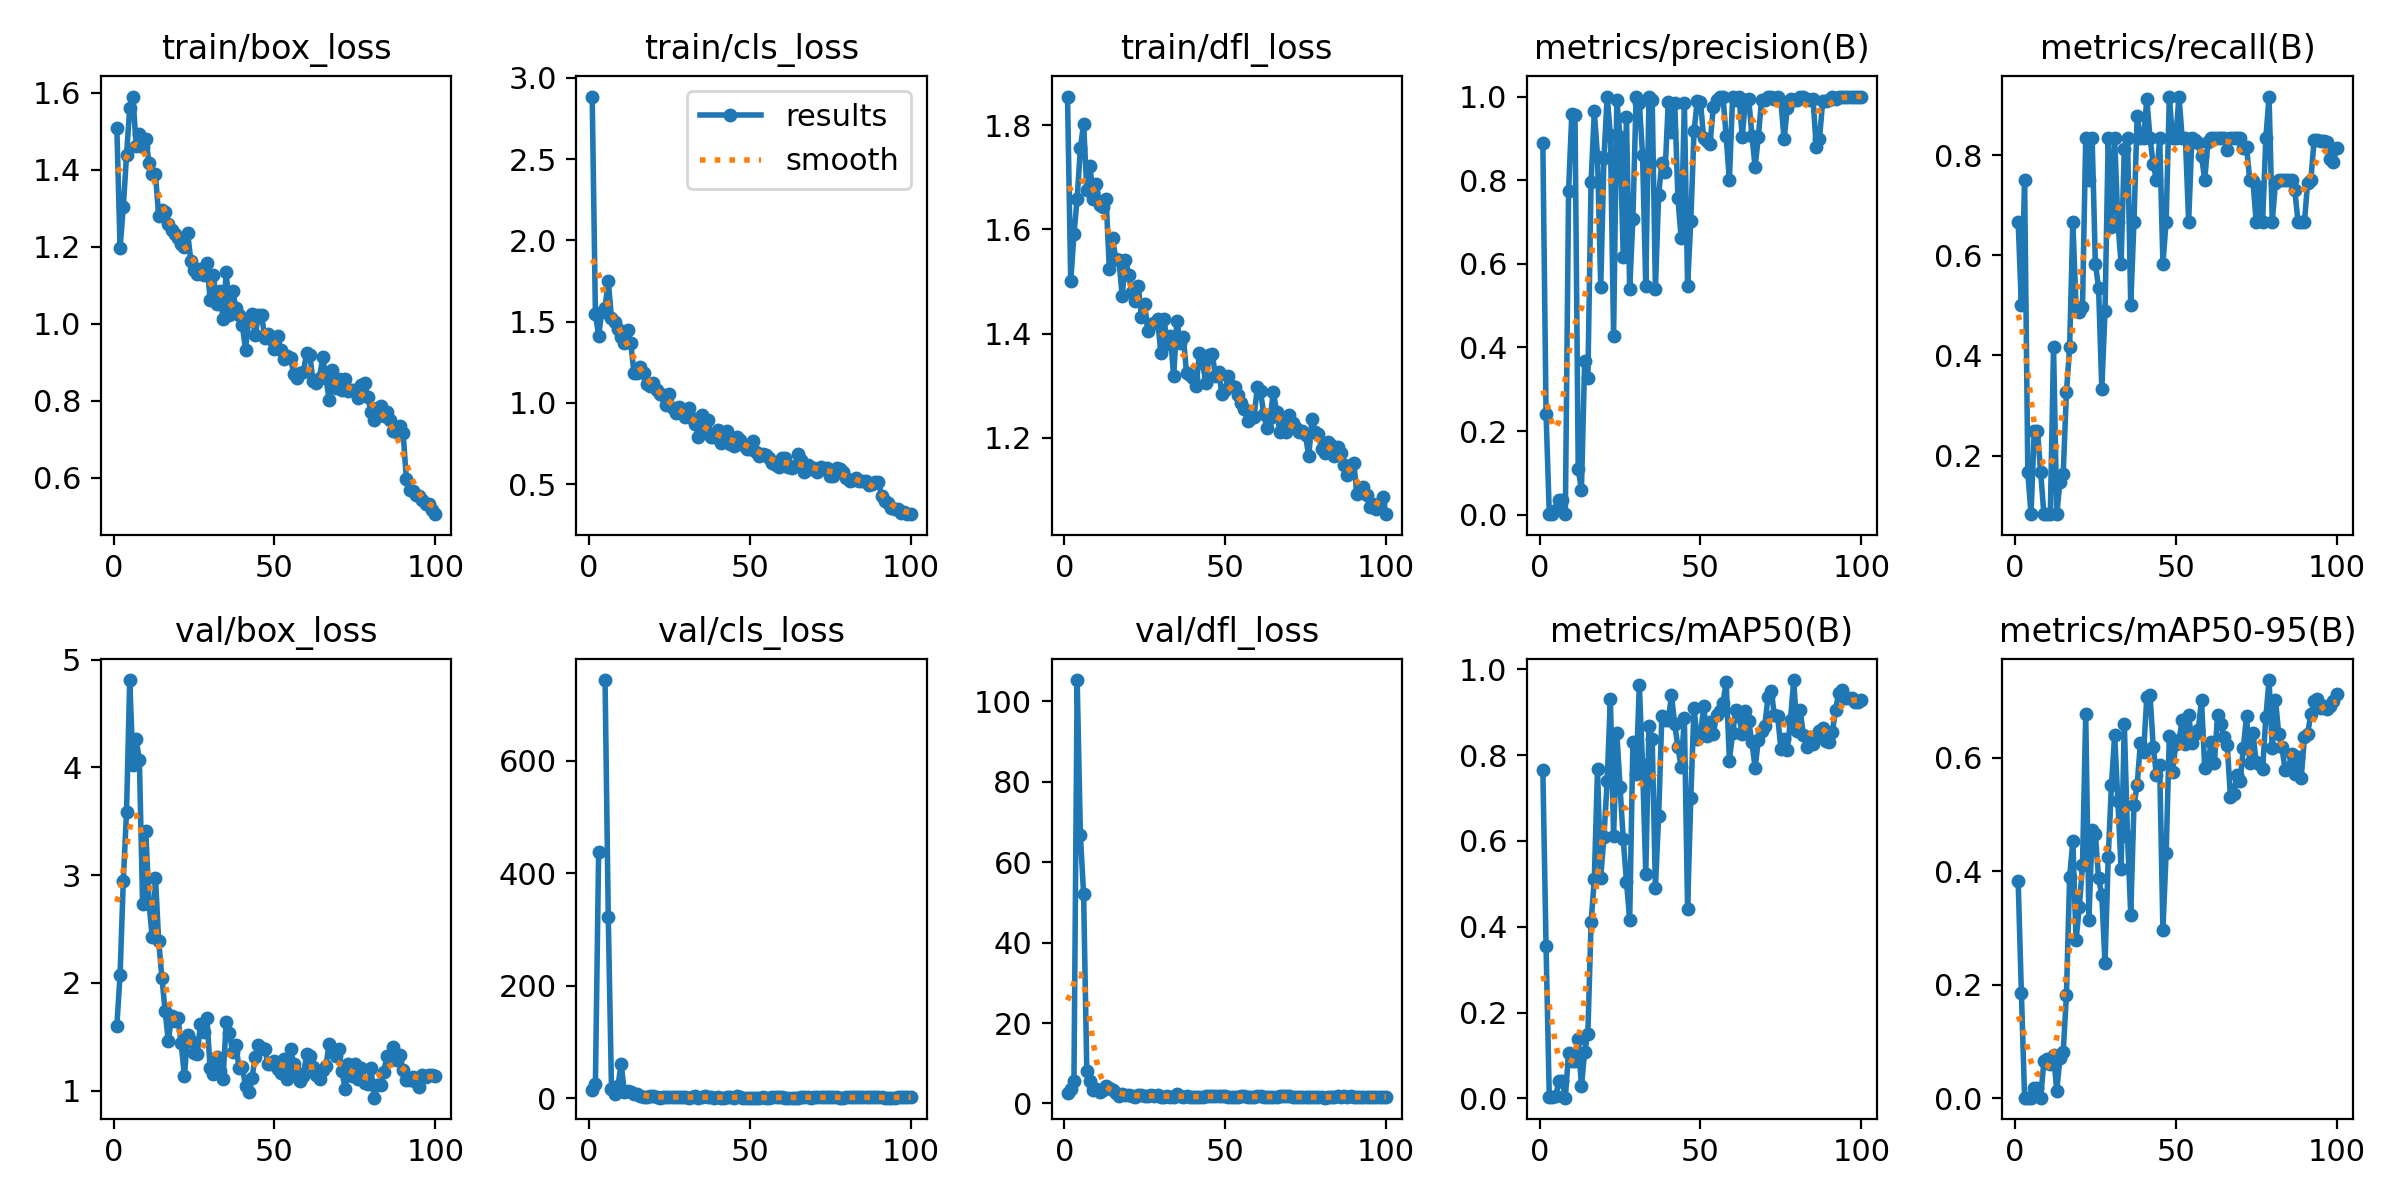 train/box_loss
1.6
1.4
1.2
1.0
0.8
0.6
0 50 100
train/cls_loss
results
smooth
3.0
2.5
2.0
1.5
1.0
0.5
0 50 100
train/dfl_loss
1.8
1.6
1.4
1.2
0 50 100
metrics/precision(B)
1.0
0.8
0.6
0.4
0.2
0.0
0 50 100
metrics/recall(B)
0.8
0.6
0.4
0.2
0 50 100
val/box_loss
5
4
3
2
1
0 50 100
val/cls_loss
600
400
200
0
0 50 100
val/dfl_loss
100
80
60
40
20
0
0 50 100
metrics/mAP50(B)
1.0
0.8
0.6
0.4
0.2
0.0
0 50 100
metrics/mAP50-95(B)
0.6
0.4
0.2
0.0
0 50 100